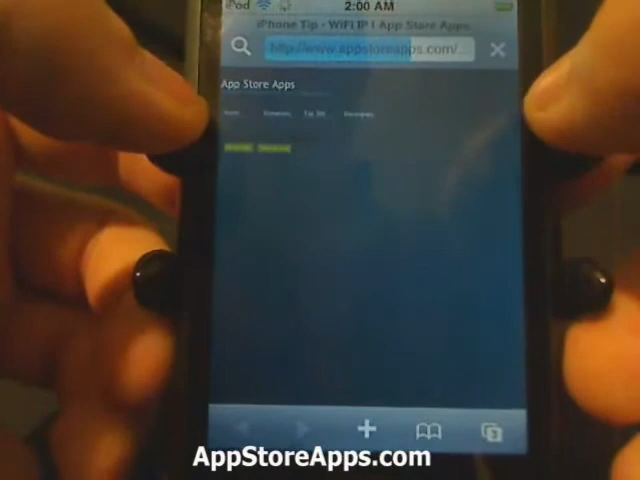 iPod 2:00 AM
iPhone Tip - WiFi IP | App Store Apps
http://www.appstoreapps.com/...
App Store Apps
3
AppStoreApps.com